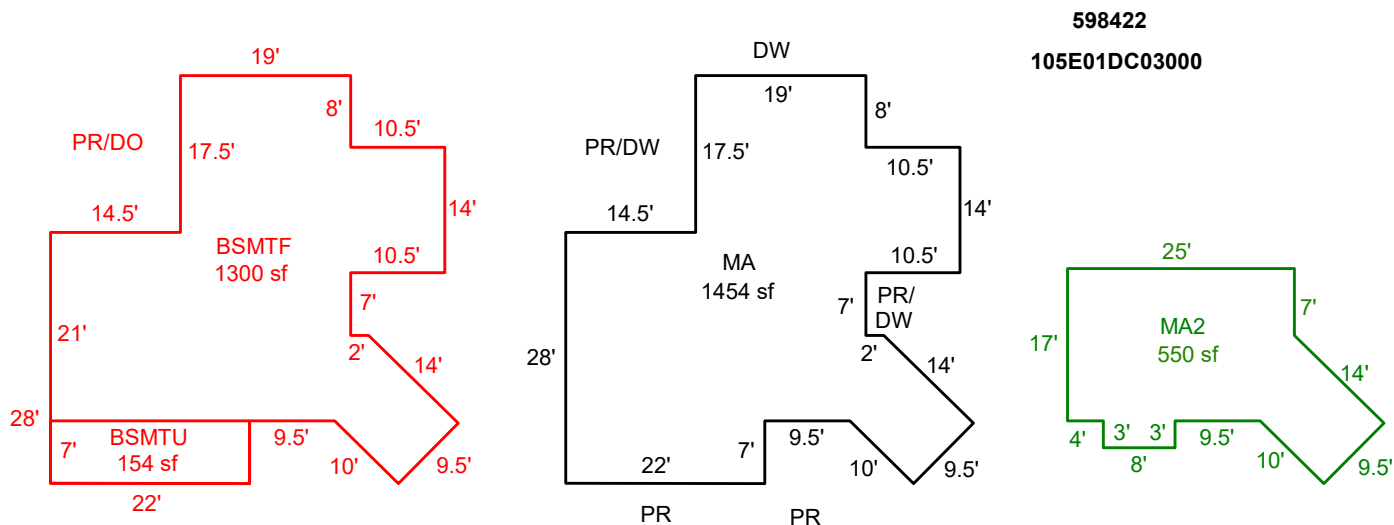 598422
105E01DC03000
19'
8'
10.5'
PR/DO
17.5'
14'
14.5'
BSMTF
1300 sf
10.5'
7'
21'
2'
14'
28'
BSMTU
154 sf
7'
9.5'
10'
9.5'
22'
DW
19'
8'
PR/DW
17.5'
10.5'
14'
14.5'
MA
1454 sf
10.5'
7'
PR/
DW
2'
14'
28'
9.5'
7'
10'
9.5'
22'
PR
PR
25'
7'
17'
MA2
550 sf
14'
4'
3'
3'
9.5'
8'
10'
9.5'